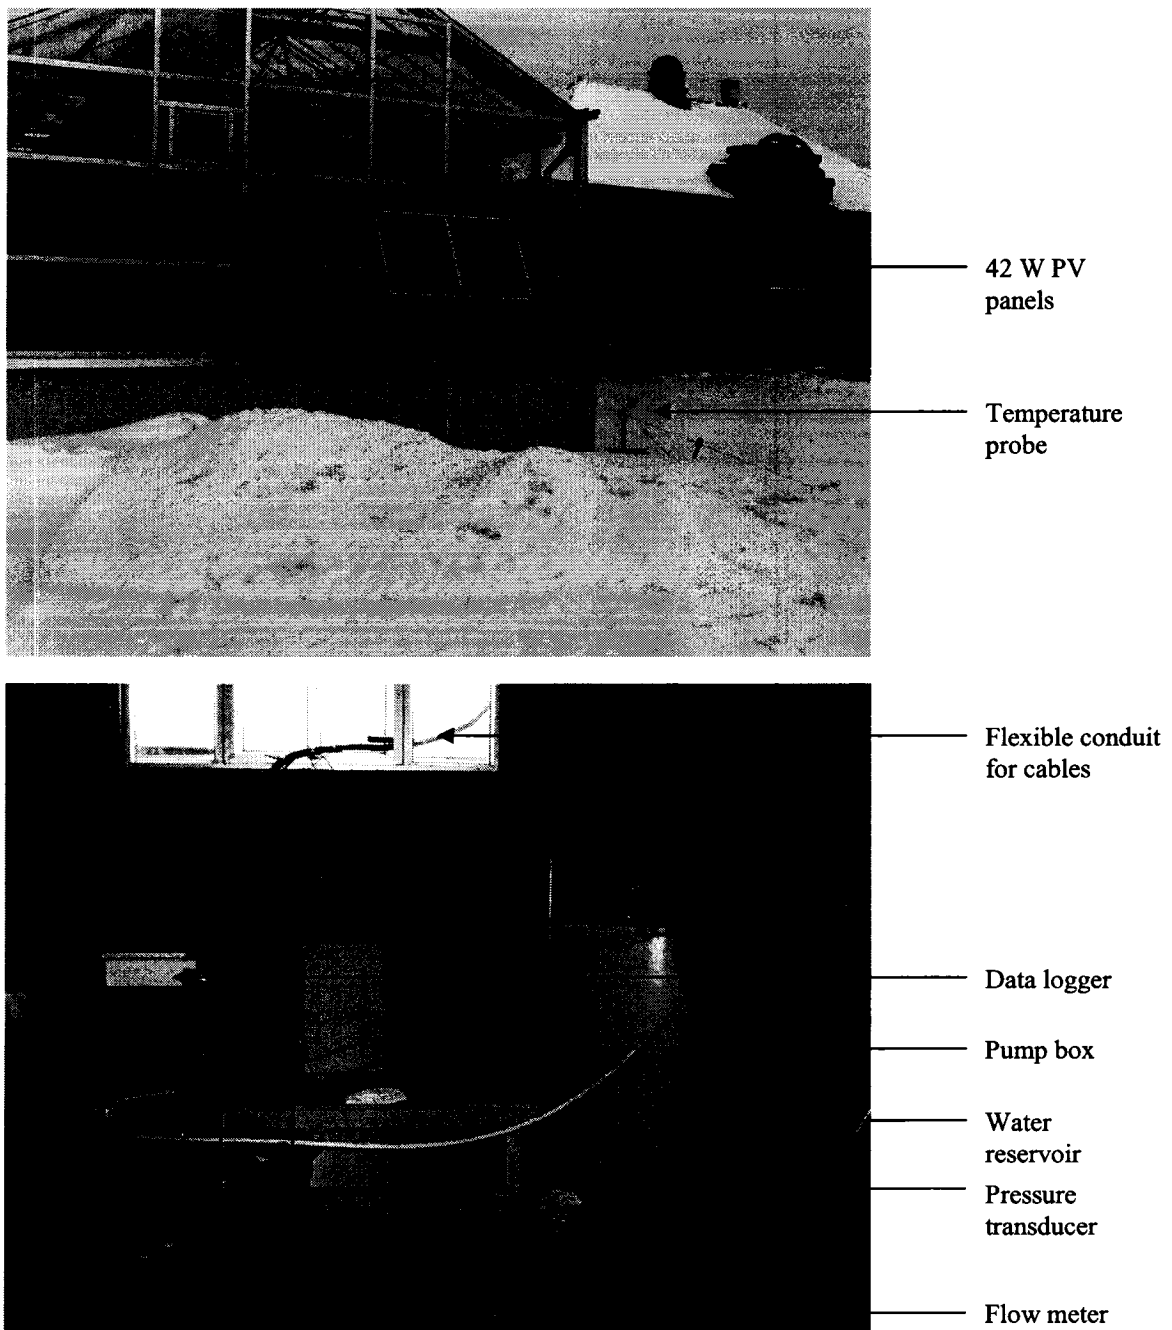 42 W PV
panels
Temperature
probe
Flexible conduit
for cables
Data logger
Pump box
Water
reservoir
Pressure
transducer
Flow meter